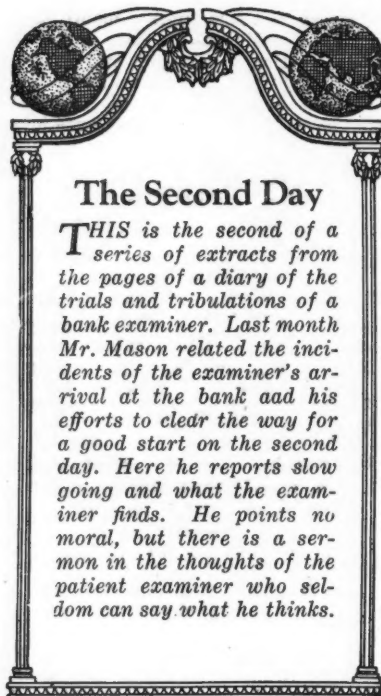 The Second Day
THIS is the second of a
series of extracts from
the pages of a diary of the
trials and tribulations of a
bank examiner. Last month
Mr. Mason related the inci-
dents of the examiner's ar-
rival at the bank aad his
efforts to clear the way for
a good start on the second
day. Here he reports slow
going and what the exam-
iner finds. He points no
moral, but there is a ser-
mon in the thoughts of the
patient examiner who sel-
dom can say what he thinks.